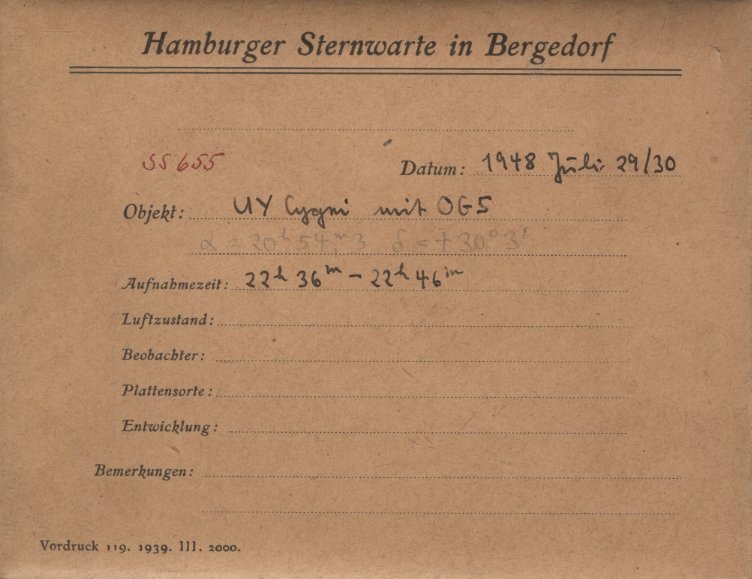 Hamburger Sternwarte in Bergedorf
SS655 Datum: 1948 Juli 29/30
Objekt: UY Cygni mit OG5
α = 20h 54m,3 δ = +30° 3'
Aufnahmezeit: 22h 36m - 22h 46m
Luftzustand:
Beobachter:
Plattensorte:
Entwicklung:
Bemerkungen:
Vordruck 119. 1939. III. 2000.